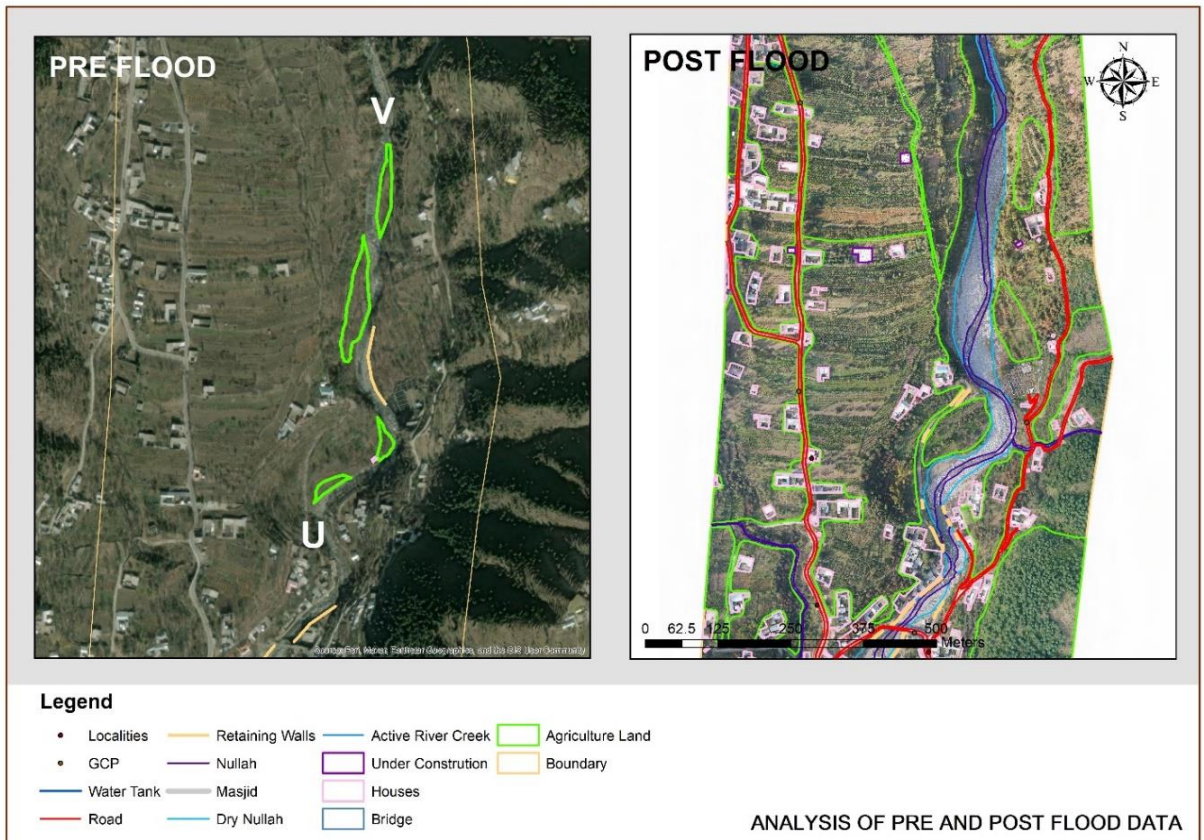 PRE FLOOD
V
U
POST FLOOD
N
W E
S
0 62.5 125 250 375 500
Meters
Legend
Localities
GCP
Water Tank
Road
Retaining Walls
Nullah
Masjid
Dry Nullah
Active River Creek
Under Constrution
Houses
Bridge
Agriculture Land
Boundary
ANALYSIS OF PRE AND POST FLOOD DATA